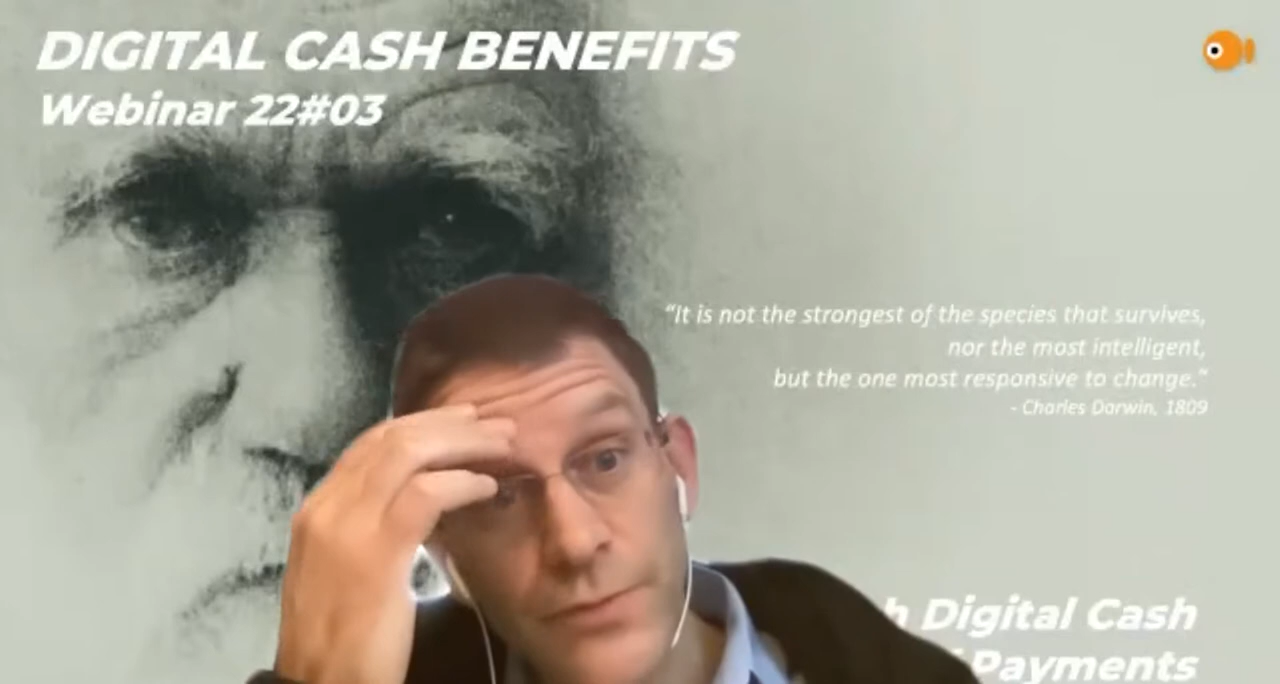 DIGITAL CASH BENEFITS
Webinar 22#03
“It is not the strongest of the species that survives,
nor the most intelligent,
but the one most responsive to change.”
- Charles Darwin, 1809
Digital Cash
Payments